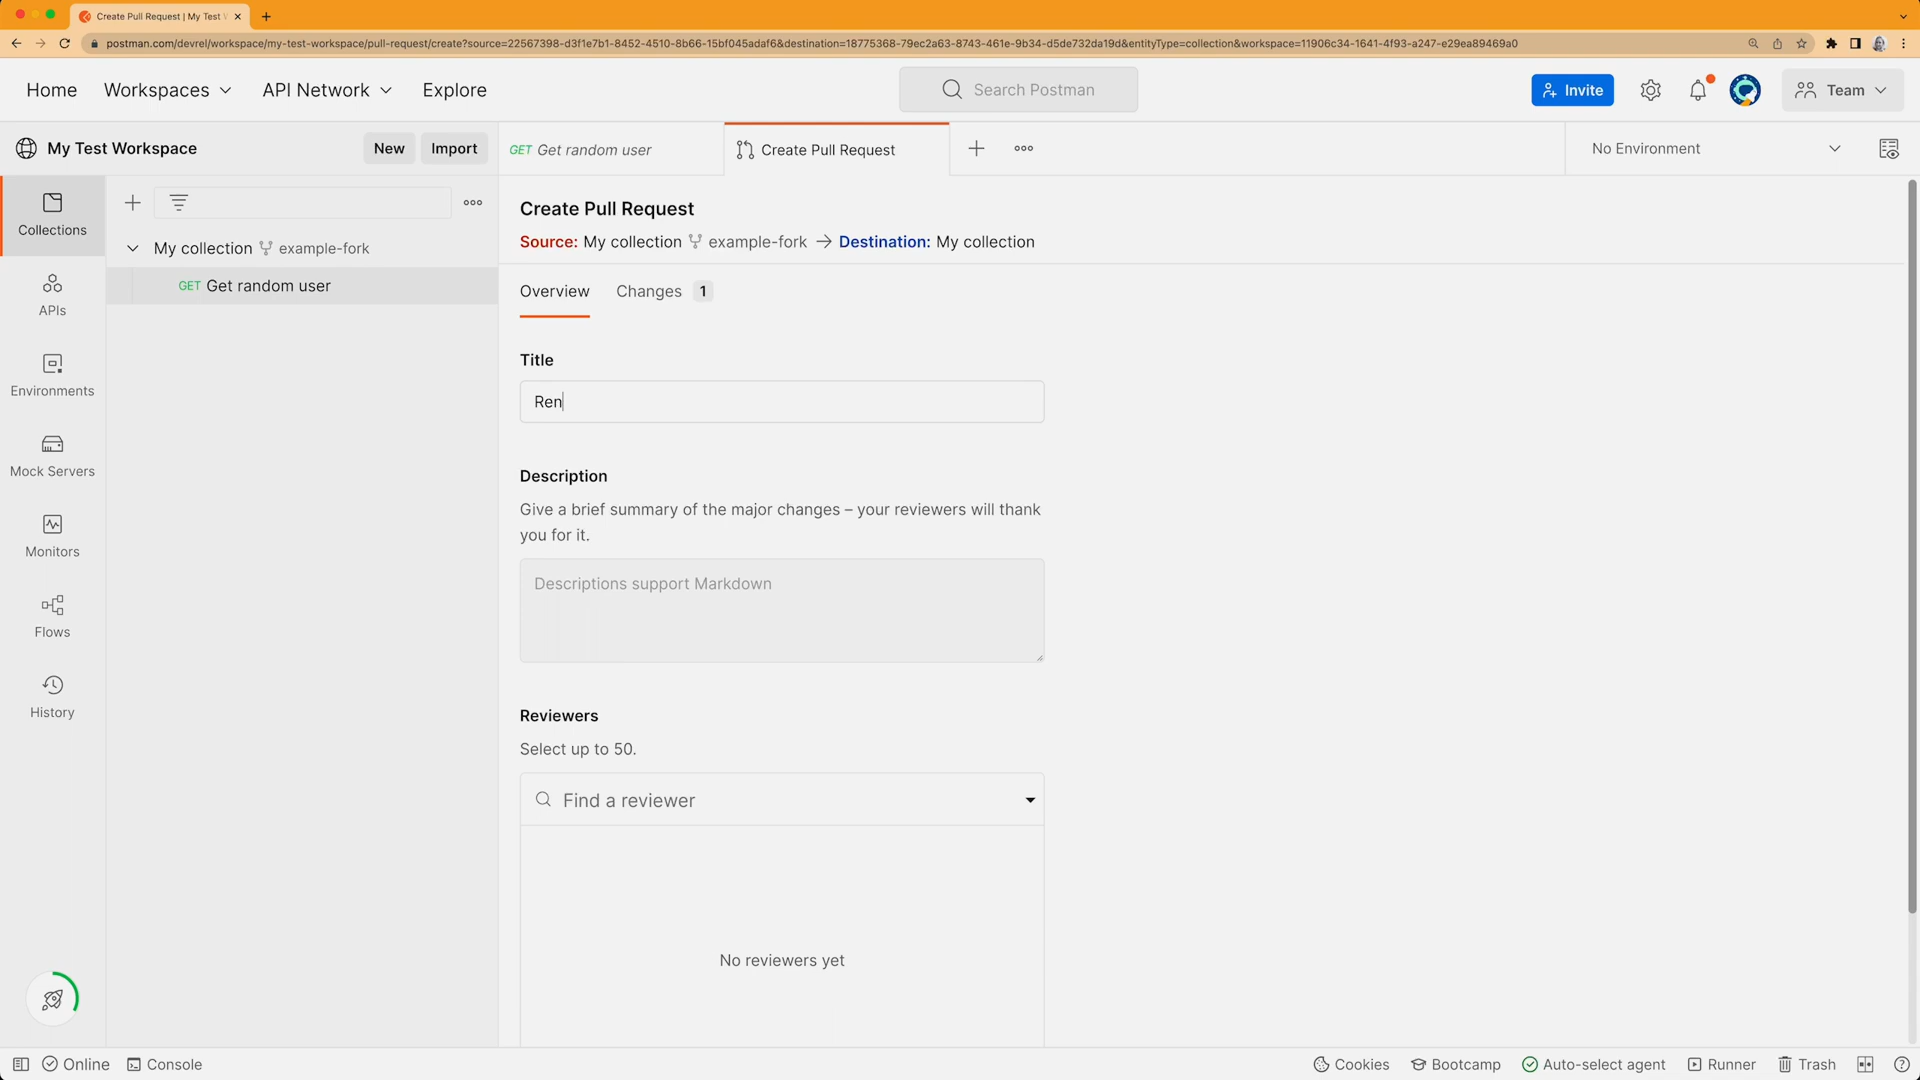 Create Pull Request | My Test W
postman.com/devrel/workspace/my-test-workspace/pull-request/create?source=22567398-d3f1e7b1-8452-4510-8b66-15bf045adaf6&destination=18775368-79ec2a63-8743-461e-9b34-d5de732da19d&entityType=collection&workspace=11906c34-1641-4f93-a247-e29ea89469a0
Home Workspaces API Network Explore Search Postman Invite Team
My Test Workspace New Import GET Get random user Create Pull Request No Environment
Collections
APIs
Environments
Mock Servers
Monitors
Flows
History
My collection example-fork
GET Get random user
Create Pull Request
Source: My collection example-fork → Destination: My collection
Overview Changes 1
Title
Ren
Description
Give a brief summary of the major changes – your reviewers will thank
you for it.
Descriptions support Markdown
Reviewers
Select up to 50.
Find a reviewer
No reviewers yet
Online Console Cookies Bootcamp Auto-select agent Runner Trash